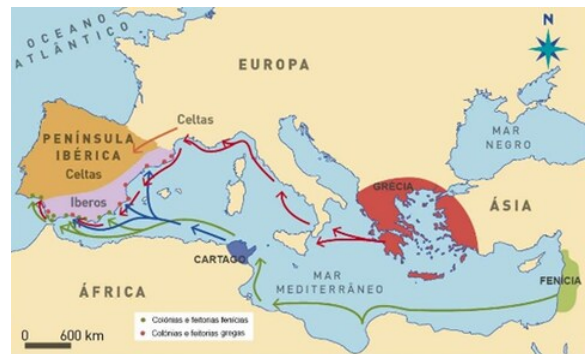 OCEANO
ATLÂNTICO
EUROPA
N
Celtas
PENÍNSULA
IBÉRICA
Celtas
MAR
NEGRO
Iberos
GRÉCIA
ÁSIA
CARTAGO
MAR
MEDITERRÂNEO
FENÍCIA
ÁFRICA
Colónias e feitorias fenícias
Colónias e feitorias gregas
0 600 km